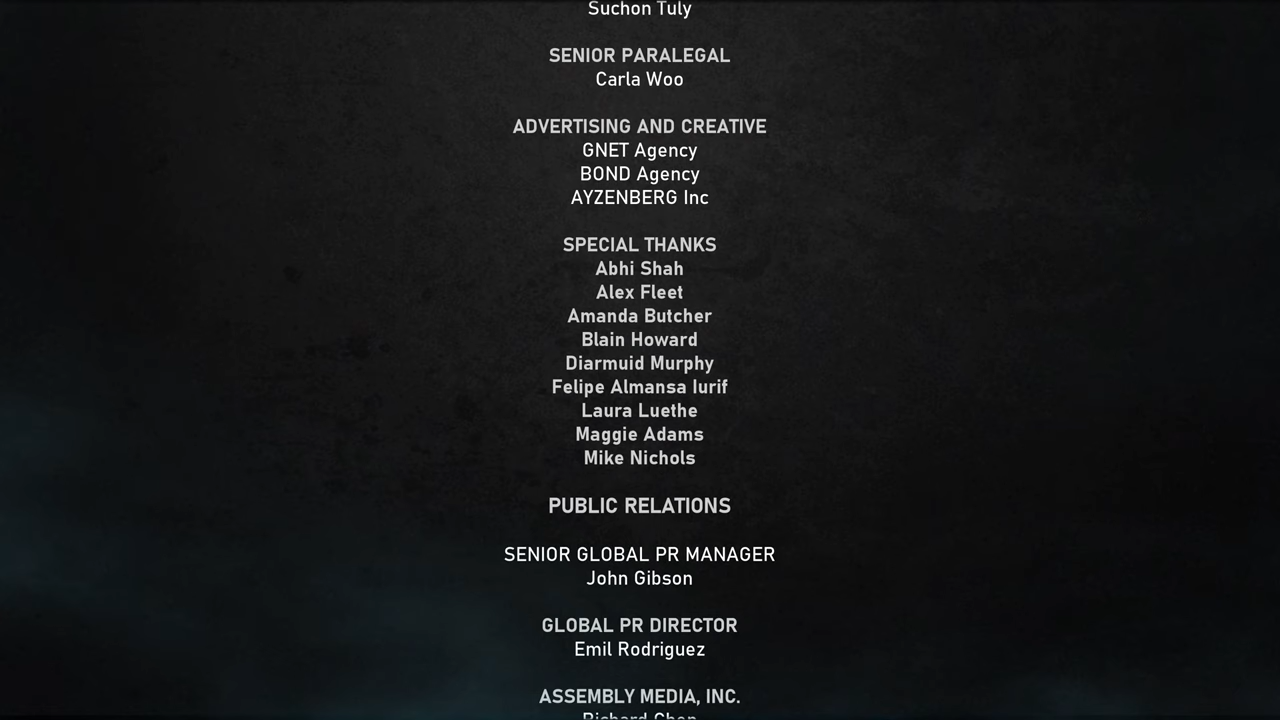 Suchon Tuly
SENIOR PARALEGAL
Carla Woo
ADVERTISING AND CREATIVE
GNET Agency
BOND Agency
AYZENBERG Inc
SPECIAL THANKS
Abhi Shah
Alex Fleet
Amanda Butcher
Blain Howard
Diarmuid Murphy
Felipe Almansa Iurif
Laura Luethe
Maggie Adams
Mike Nichols
PUBLIC RELATIONS
SENIOR GLOBAL PR MANAGER
John Gibson
GLOBAL PR DIRECTOR
Emil Rodriguez
ASSEMBLY MEDIA, INC.
Richard